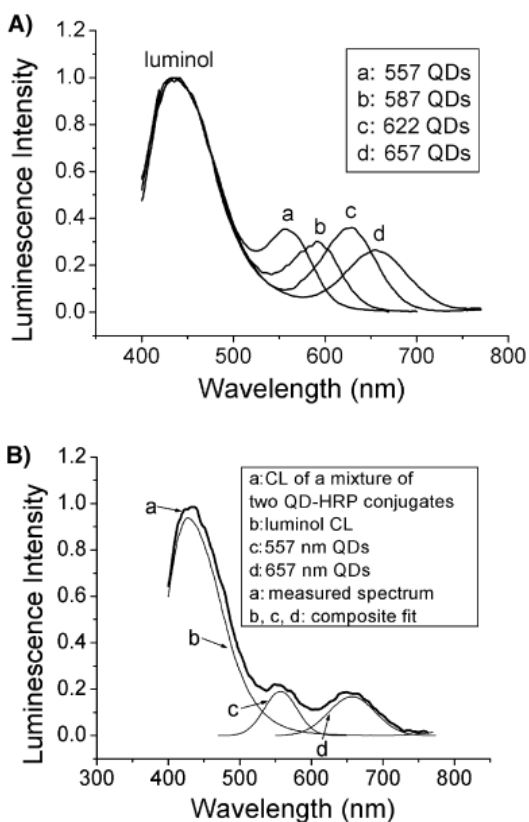 A)
luminol
a: 557 QDs
b: 587 QDs
c: 622 QDs
d: 657 QDs
a
b
c
d
1.2
1.0
0.8
0.6
0.4
0.2
0.0
Luminescence Intensity
400 500 600 700 800
Wavelength (nm)
B)
a:CL of a mixture of
two QD-HRP conjugates
b:luminol CL
c:557 nm QDs
d:657 nm QDs
a: measured spectrum
b, c, d: composite fit
a
b
c
d
1.2
1.0
0.8
0.6
0.4
0.2
0.0
Luminescence Intensity
300 400 500 600 700 800
Wavelength (nm)